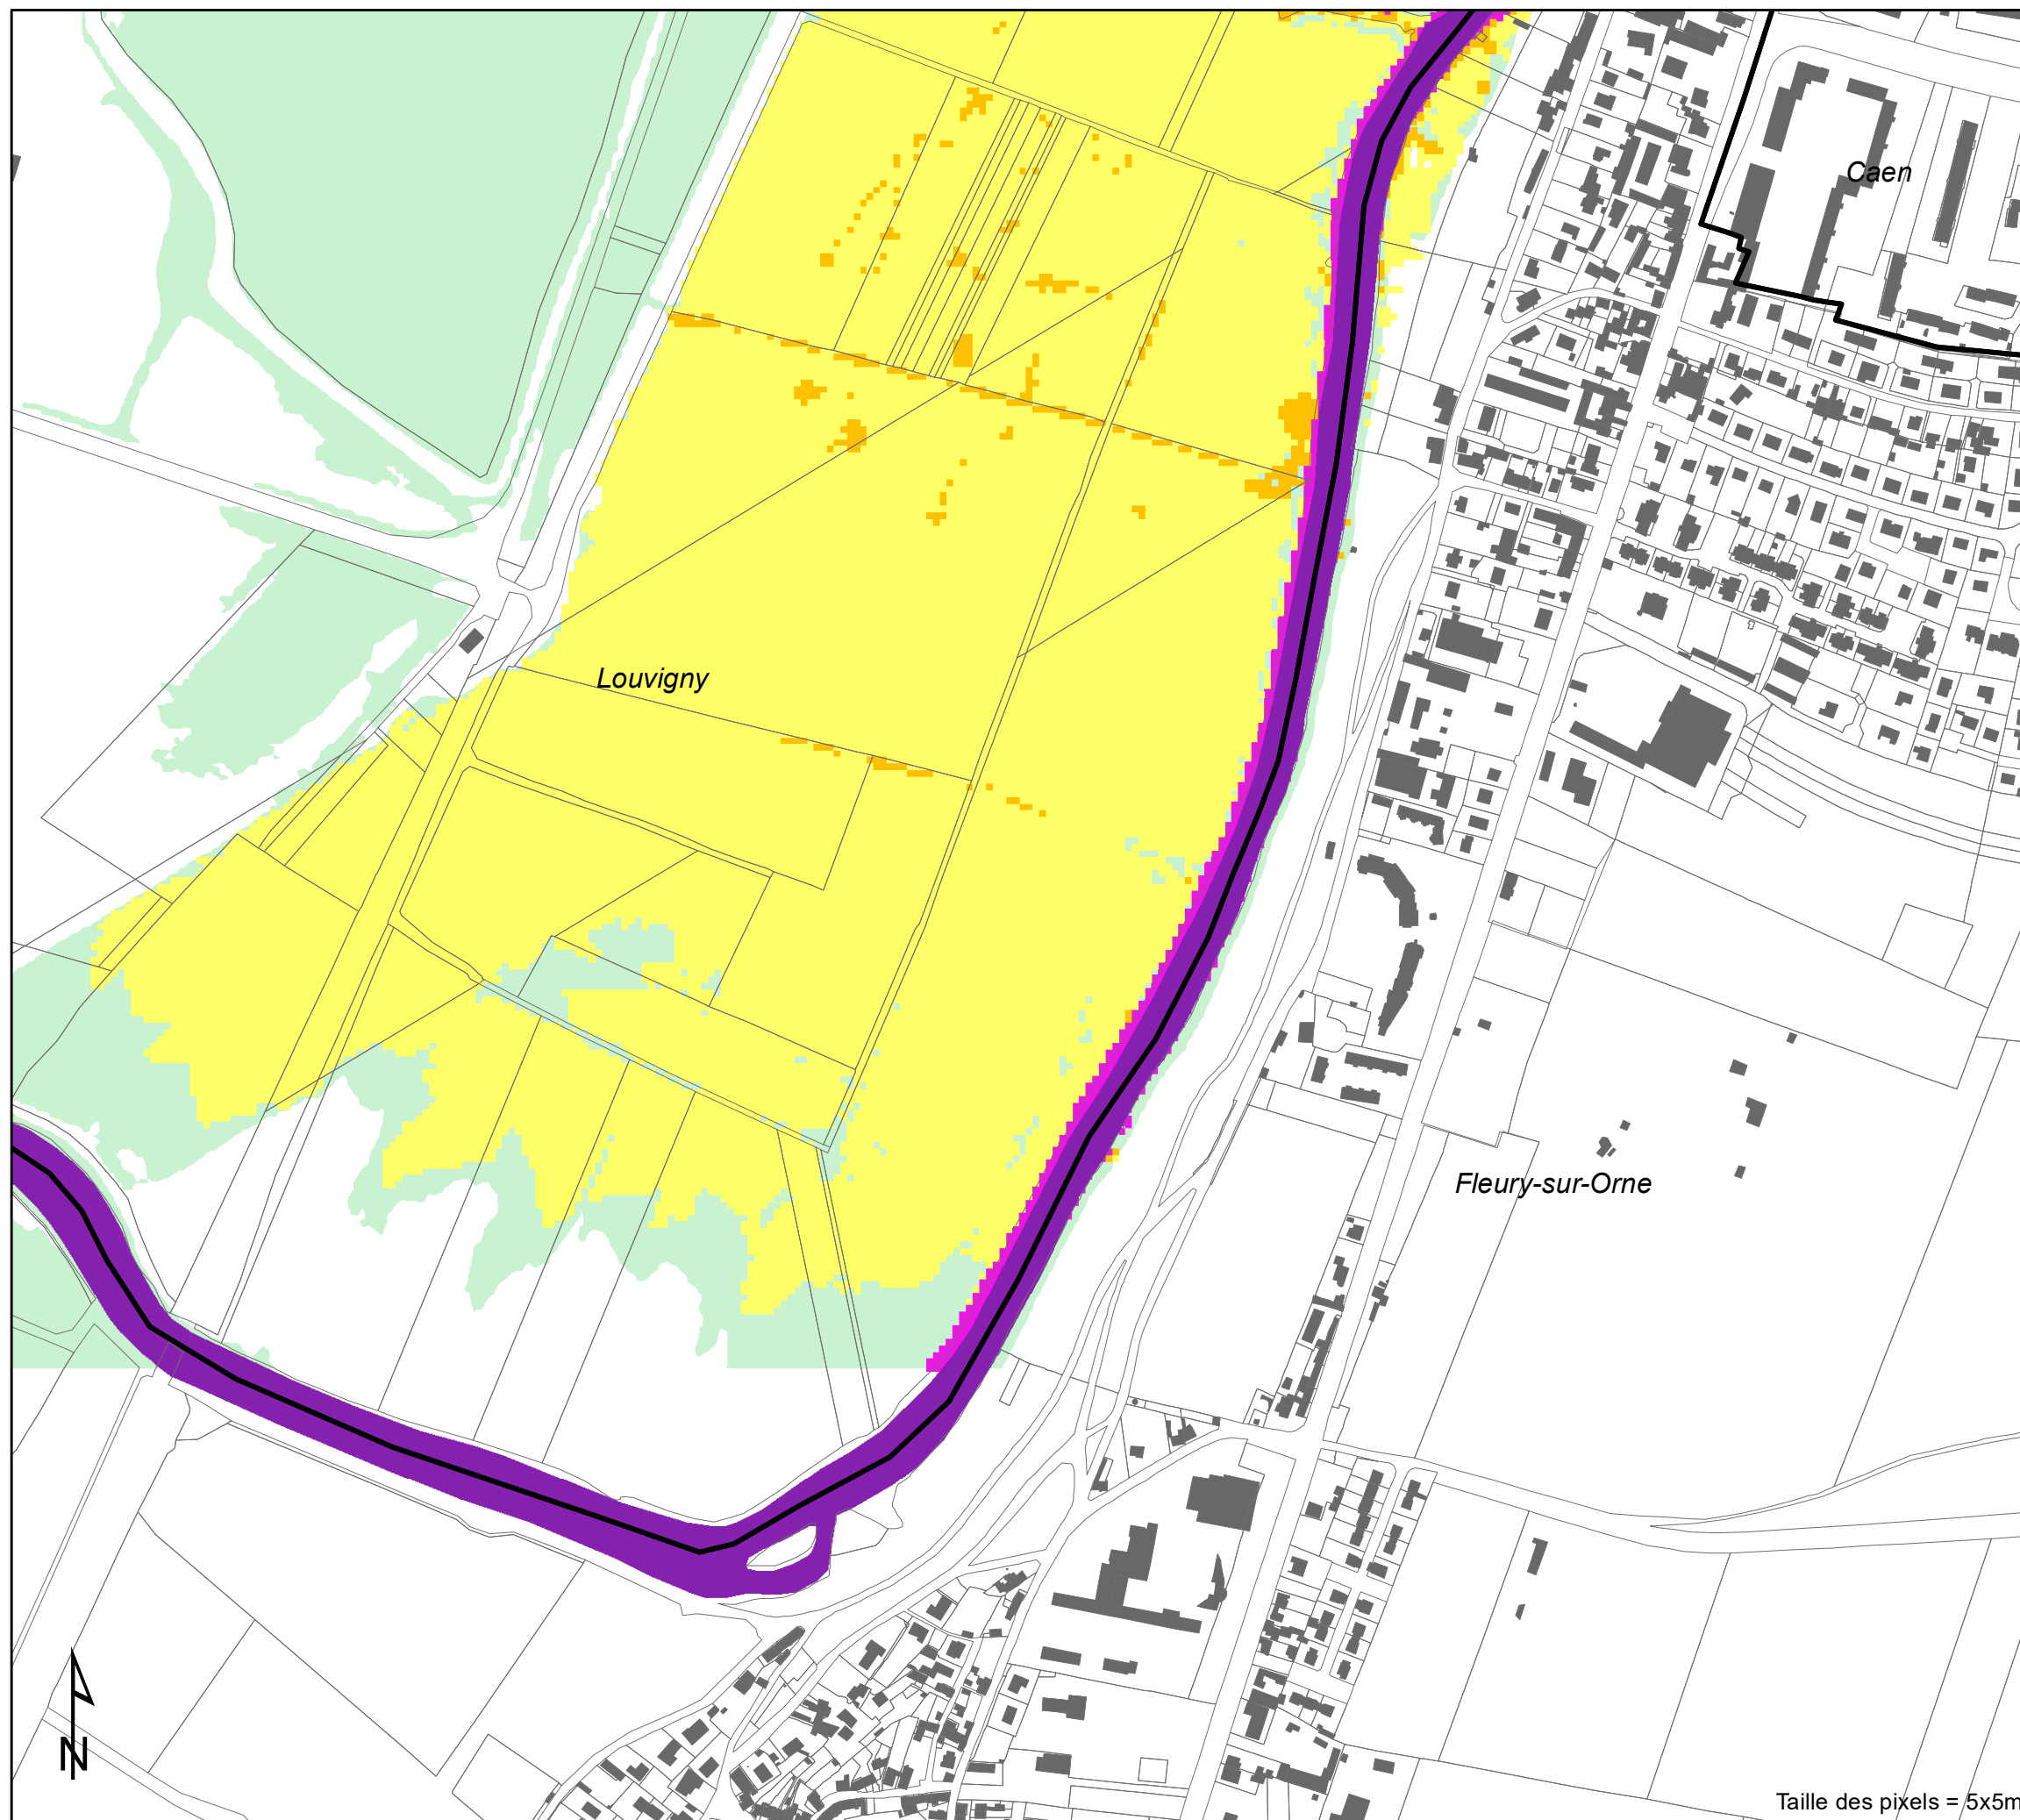 Caen
Louvigny
Fleury-sur-Orne
N
Taille des pixels = 5x5m